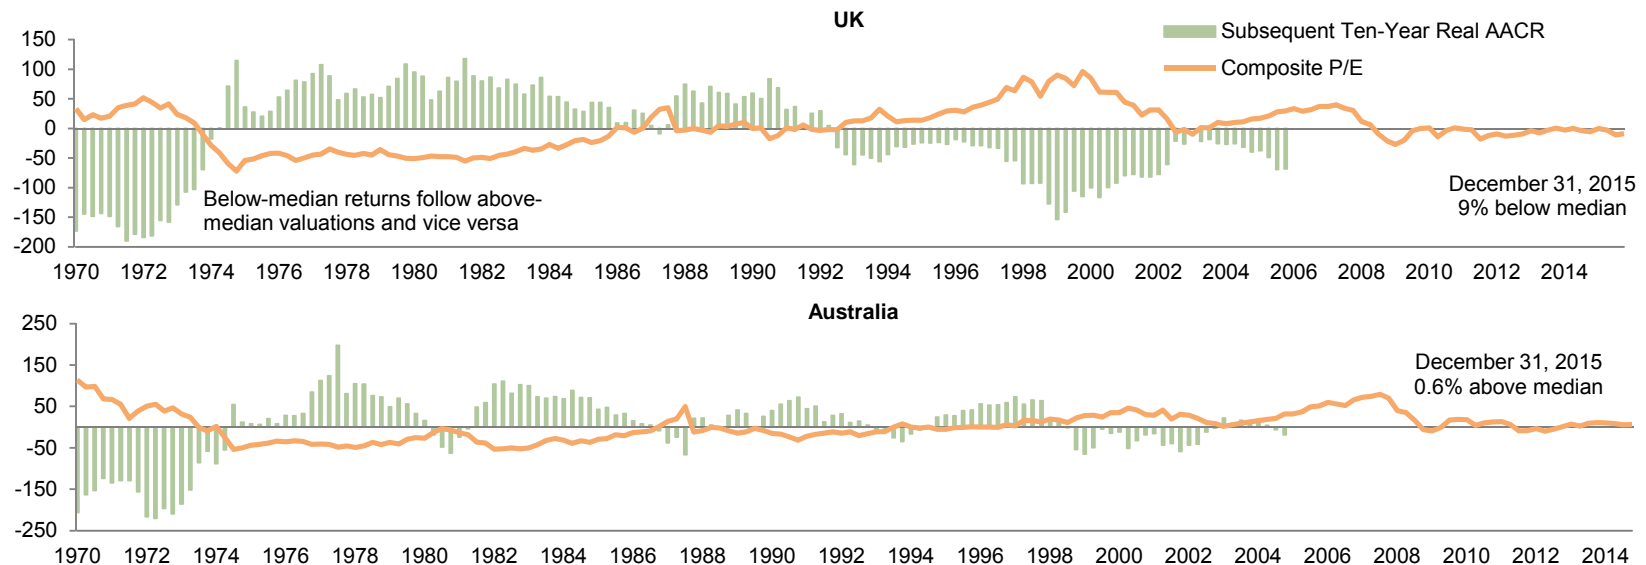 UK
Subsequent Ten-Year Real AACR
Composite P/E
150
100
50
0
-50
-100
-150
-200
Below-median returns follow above-
median valuations and vice versa
December 31, 2015
9% below median
1970 1972 1974 1976 1978 1980 1982 1984 1986 1988 1990 1992 1994 1996 1998 2000 2002 2004 2006 2008 2010 2012 2014
Australia
250
150
50
-50
-150
-250
December 31, 2015
0.6% above median
1970 1972 1974 1976 1978 1980 1982 1984 1986 1988 1990 1992 1994 1996 1998 2000 2002 2004 2006 2008 2010 2012 2014